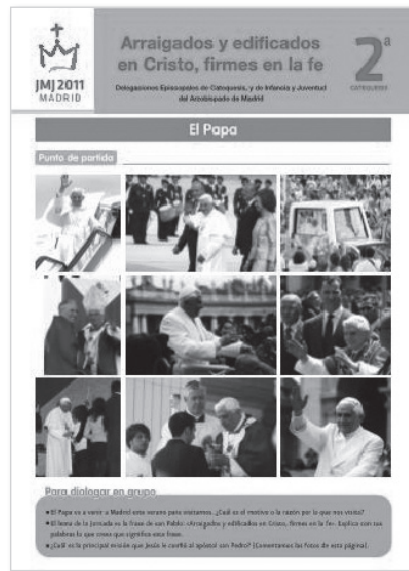 JMJ 2011
MADRID
Arraigados y edificados
en Cristo, firmes en la fe
Delegaciones Episcopales de Catequesis, y de Infancia y Juventud
del Arzobispado de Madrid
2ª
CATEQUESIS
El Papa
Punto de partida
Para dialogar en grupo
• El Papa va a venir a Madrid este verano para visitarnos. ¿Cuál es el motivo o la razón por la que nos visita?
• El lema de la Jornada es la frase de san Pablo: «Arraigados y edificados en Cristo, firmes en la fe». Explica con tus
palabras lo que crees que significa esta frase.
• ¿Cuál es la principal misión que Jesús le confió al apóstol san Pedro? (Comentamos las fotos de esta página).